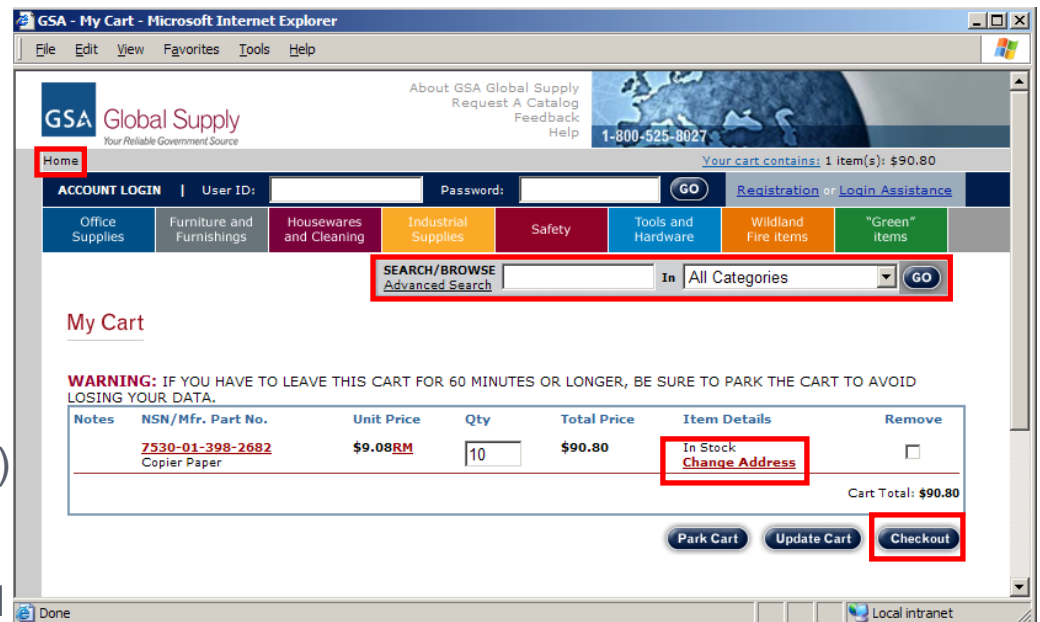 GSA - My Cart - Microsoft Internet Explorer
File Edit View Favorites Tools Help
About GSA Global Supply
Request A Catalog
Feedback
Help
GSA Global Supply
Your Reliable Government Source
1-800-525-8027
Home
Your cart contains: 1 item(s): $90.80
ACCOUNT LOGIN | User ID: Password: GO Registration or Login Assistance
Office Supplies
Furniture and Furnishings
Housewares and Cleaning
Industrial Supplies
Safety
Tools and Hardware
Wildland Fire items
"Green" items
SEARCH/BROWSE In All Categories GO
Advanced Search
My Cart
WARNING: IF YOU HAVE TO LEAVE THIS CART FOR 60 MINUTES OR LONGER, BE SURE TO PARK THE CART TO AVOID
LOSING YOUR DATA.
Notes NSN/Mfr. Part No. Unit Price Qty Total Price Item Details Remove
7530-01-398-2682 $9.08RM 10 $90.80 In Stock
Copier Paper Change Address
Cart Total: $90.80
Park Cart Update Cart Checkout
)
Done Local intranet